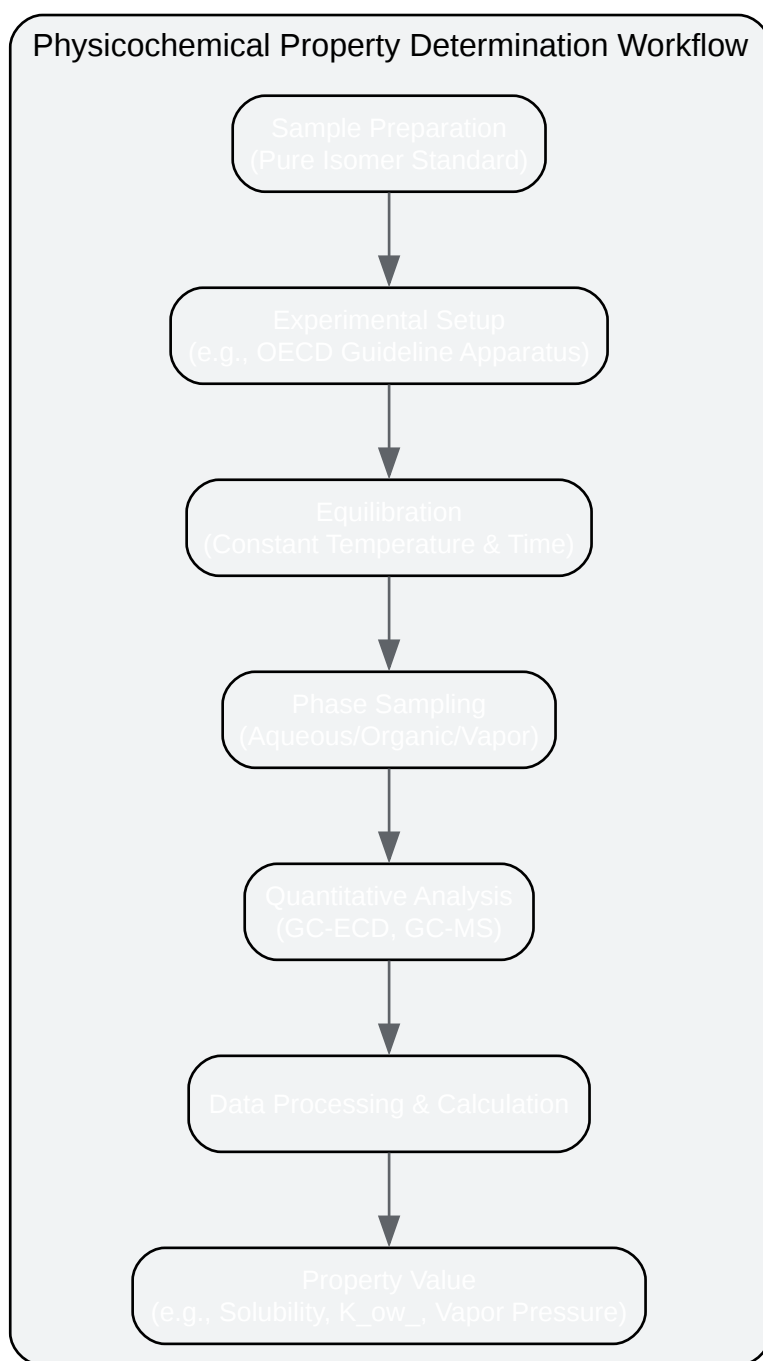 Physicochemical Property Determination Workflow
Sample Preparation
(Pure Isomer Standard)
Experimental Setup
(e.g., OECD Guideline Apparatus)
Equilibration
(Constant Temperature & Time)
Phase Sampling
(Aqueous/Organic/Vapor)
Quantitative Analysis
(GC-ECD, GC-MS)
Data Processing & Calculation
Property Value
(e.g., Solubility, K_ow_, Vapor Pressure)